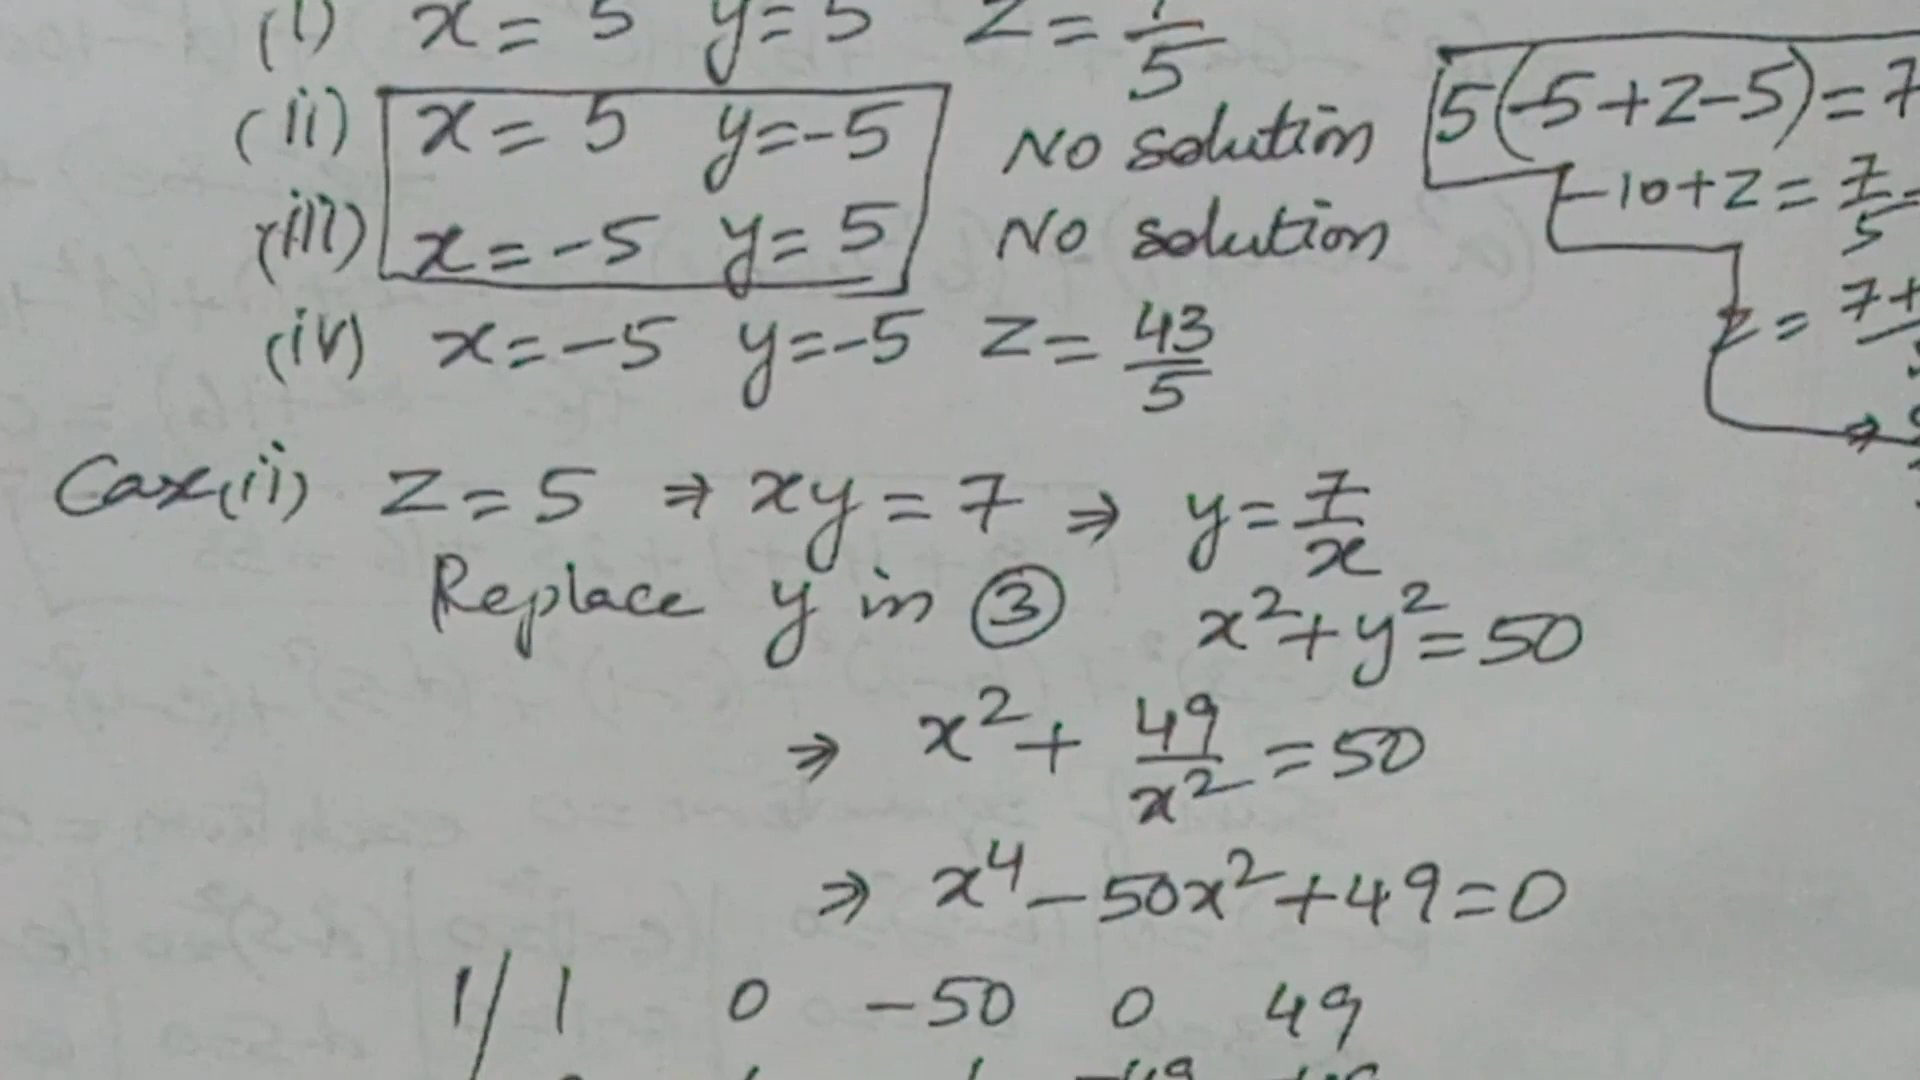 (i) x = 5 y = 5 z = 7/5
(ii) x = 5 y = -5 No solution
(iii) x = -5 y = 5 No solution
(iv) x = -5 y = -5 z = 43/5
5(-5+z-5) = 7
-10+z = 7/5
z = 7+
Case(ii) z = 5 ⇒ xy = 7 ⇒ y = 7/x
Replace y in ③ x²+y² = 50
⇒ x² + 49/x² = 50
⇒ x⁴ - 50x² + 49 = 0
1/ 1 0 -50 0 49